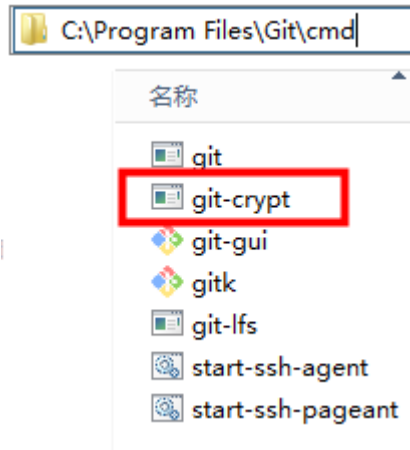 C:\Program Files\Git\cmd
名称
git
git-crypt
git-gui
gitk
git-lfs
start-ssh-agent
start-ssh-pageant